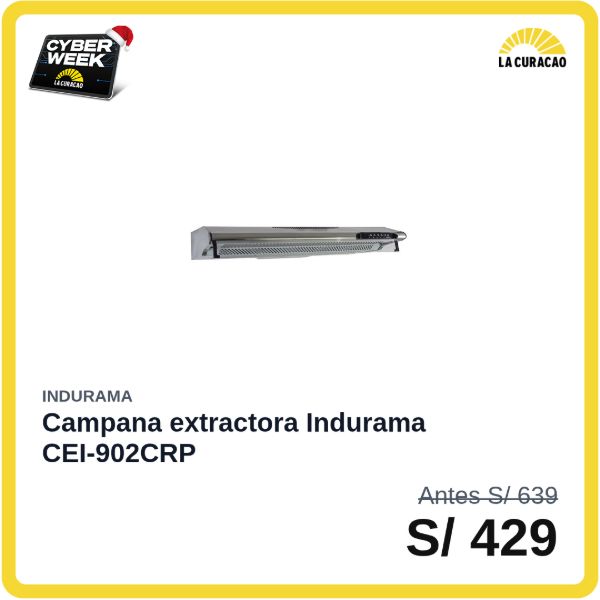 CYBER
WEEK
LA CURACAO
LA CURACAO
INDURAMA
Campana extractora Indurama
CEI-902CRP
Antes S/ 639
S/ 429